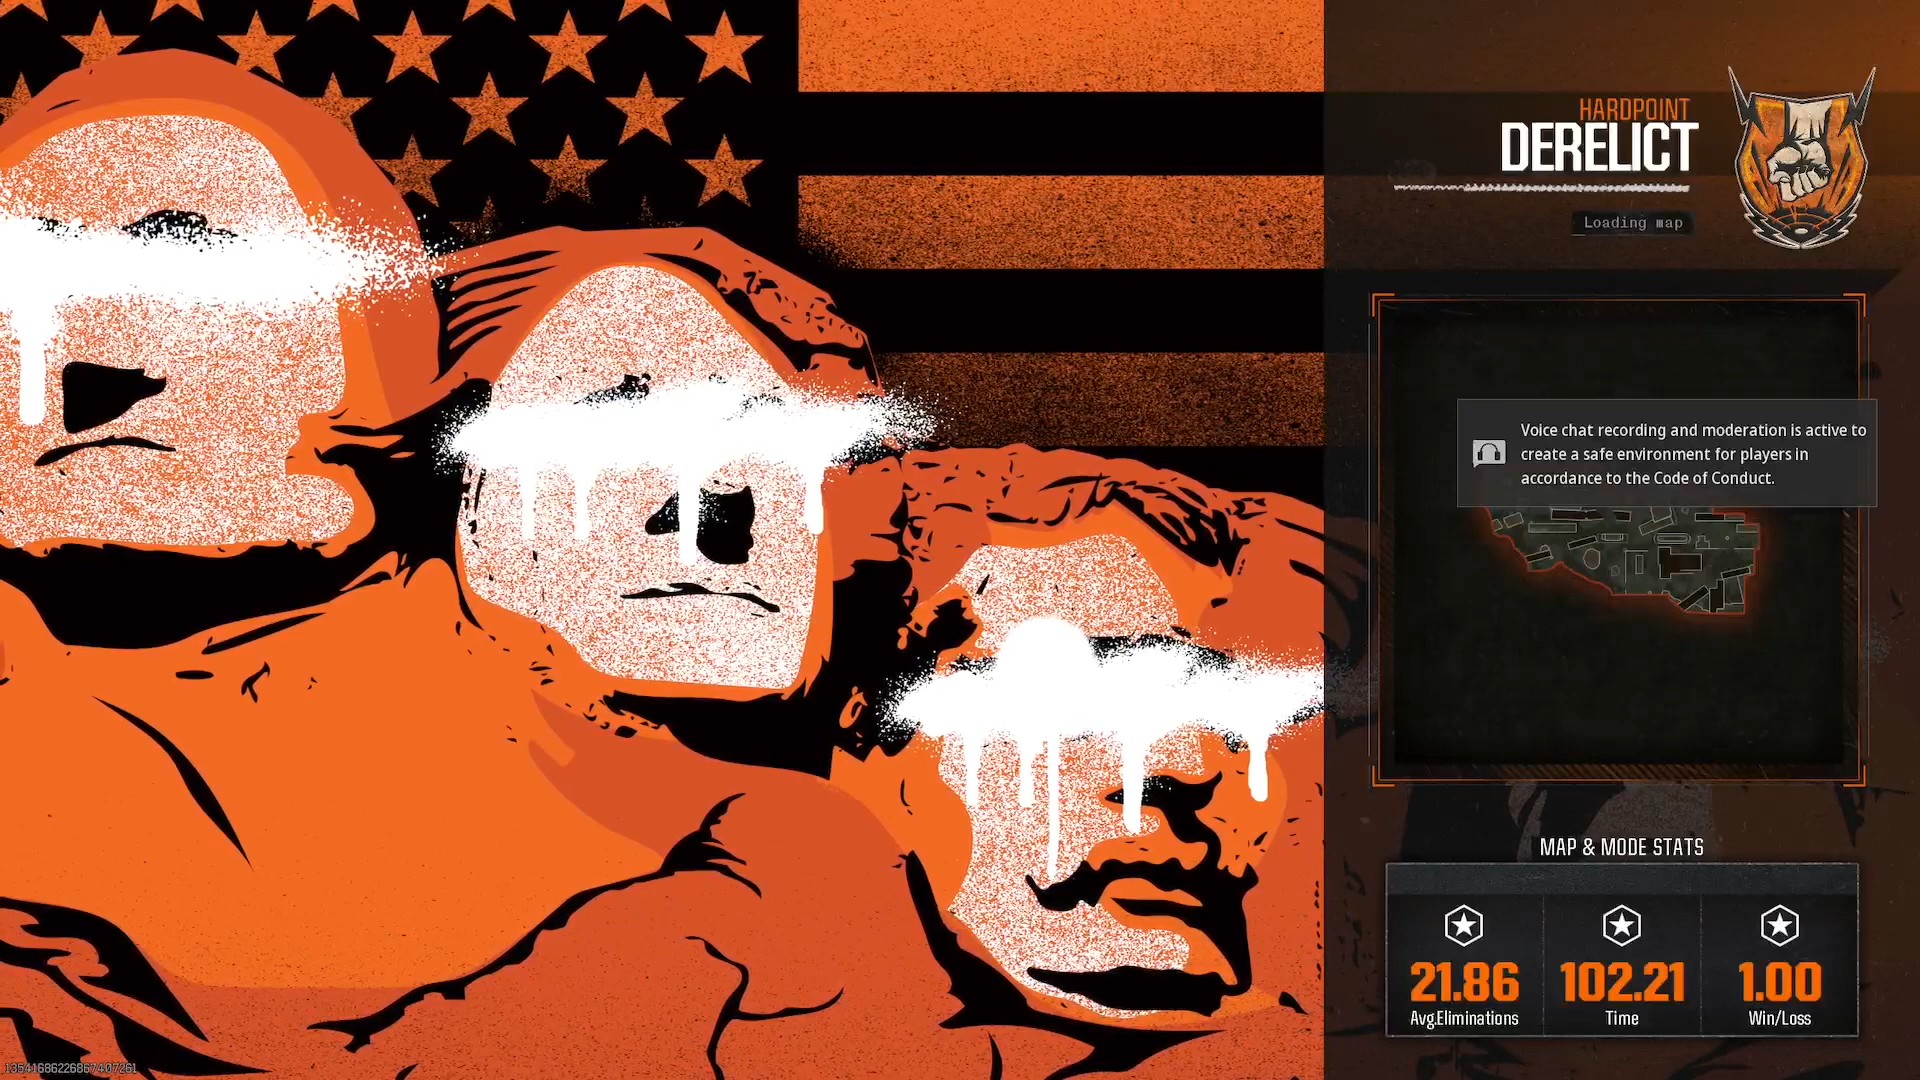 HARDPOINT
DERELICT
Loading map
Voice chat recording and moderation is active to
create a safe environment for players in
accordance to the Code of Conduct.
MAP & MODE STATS
21.86 102.21 1.00
Avg.Eliminations Time Win/Loss